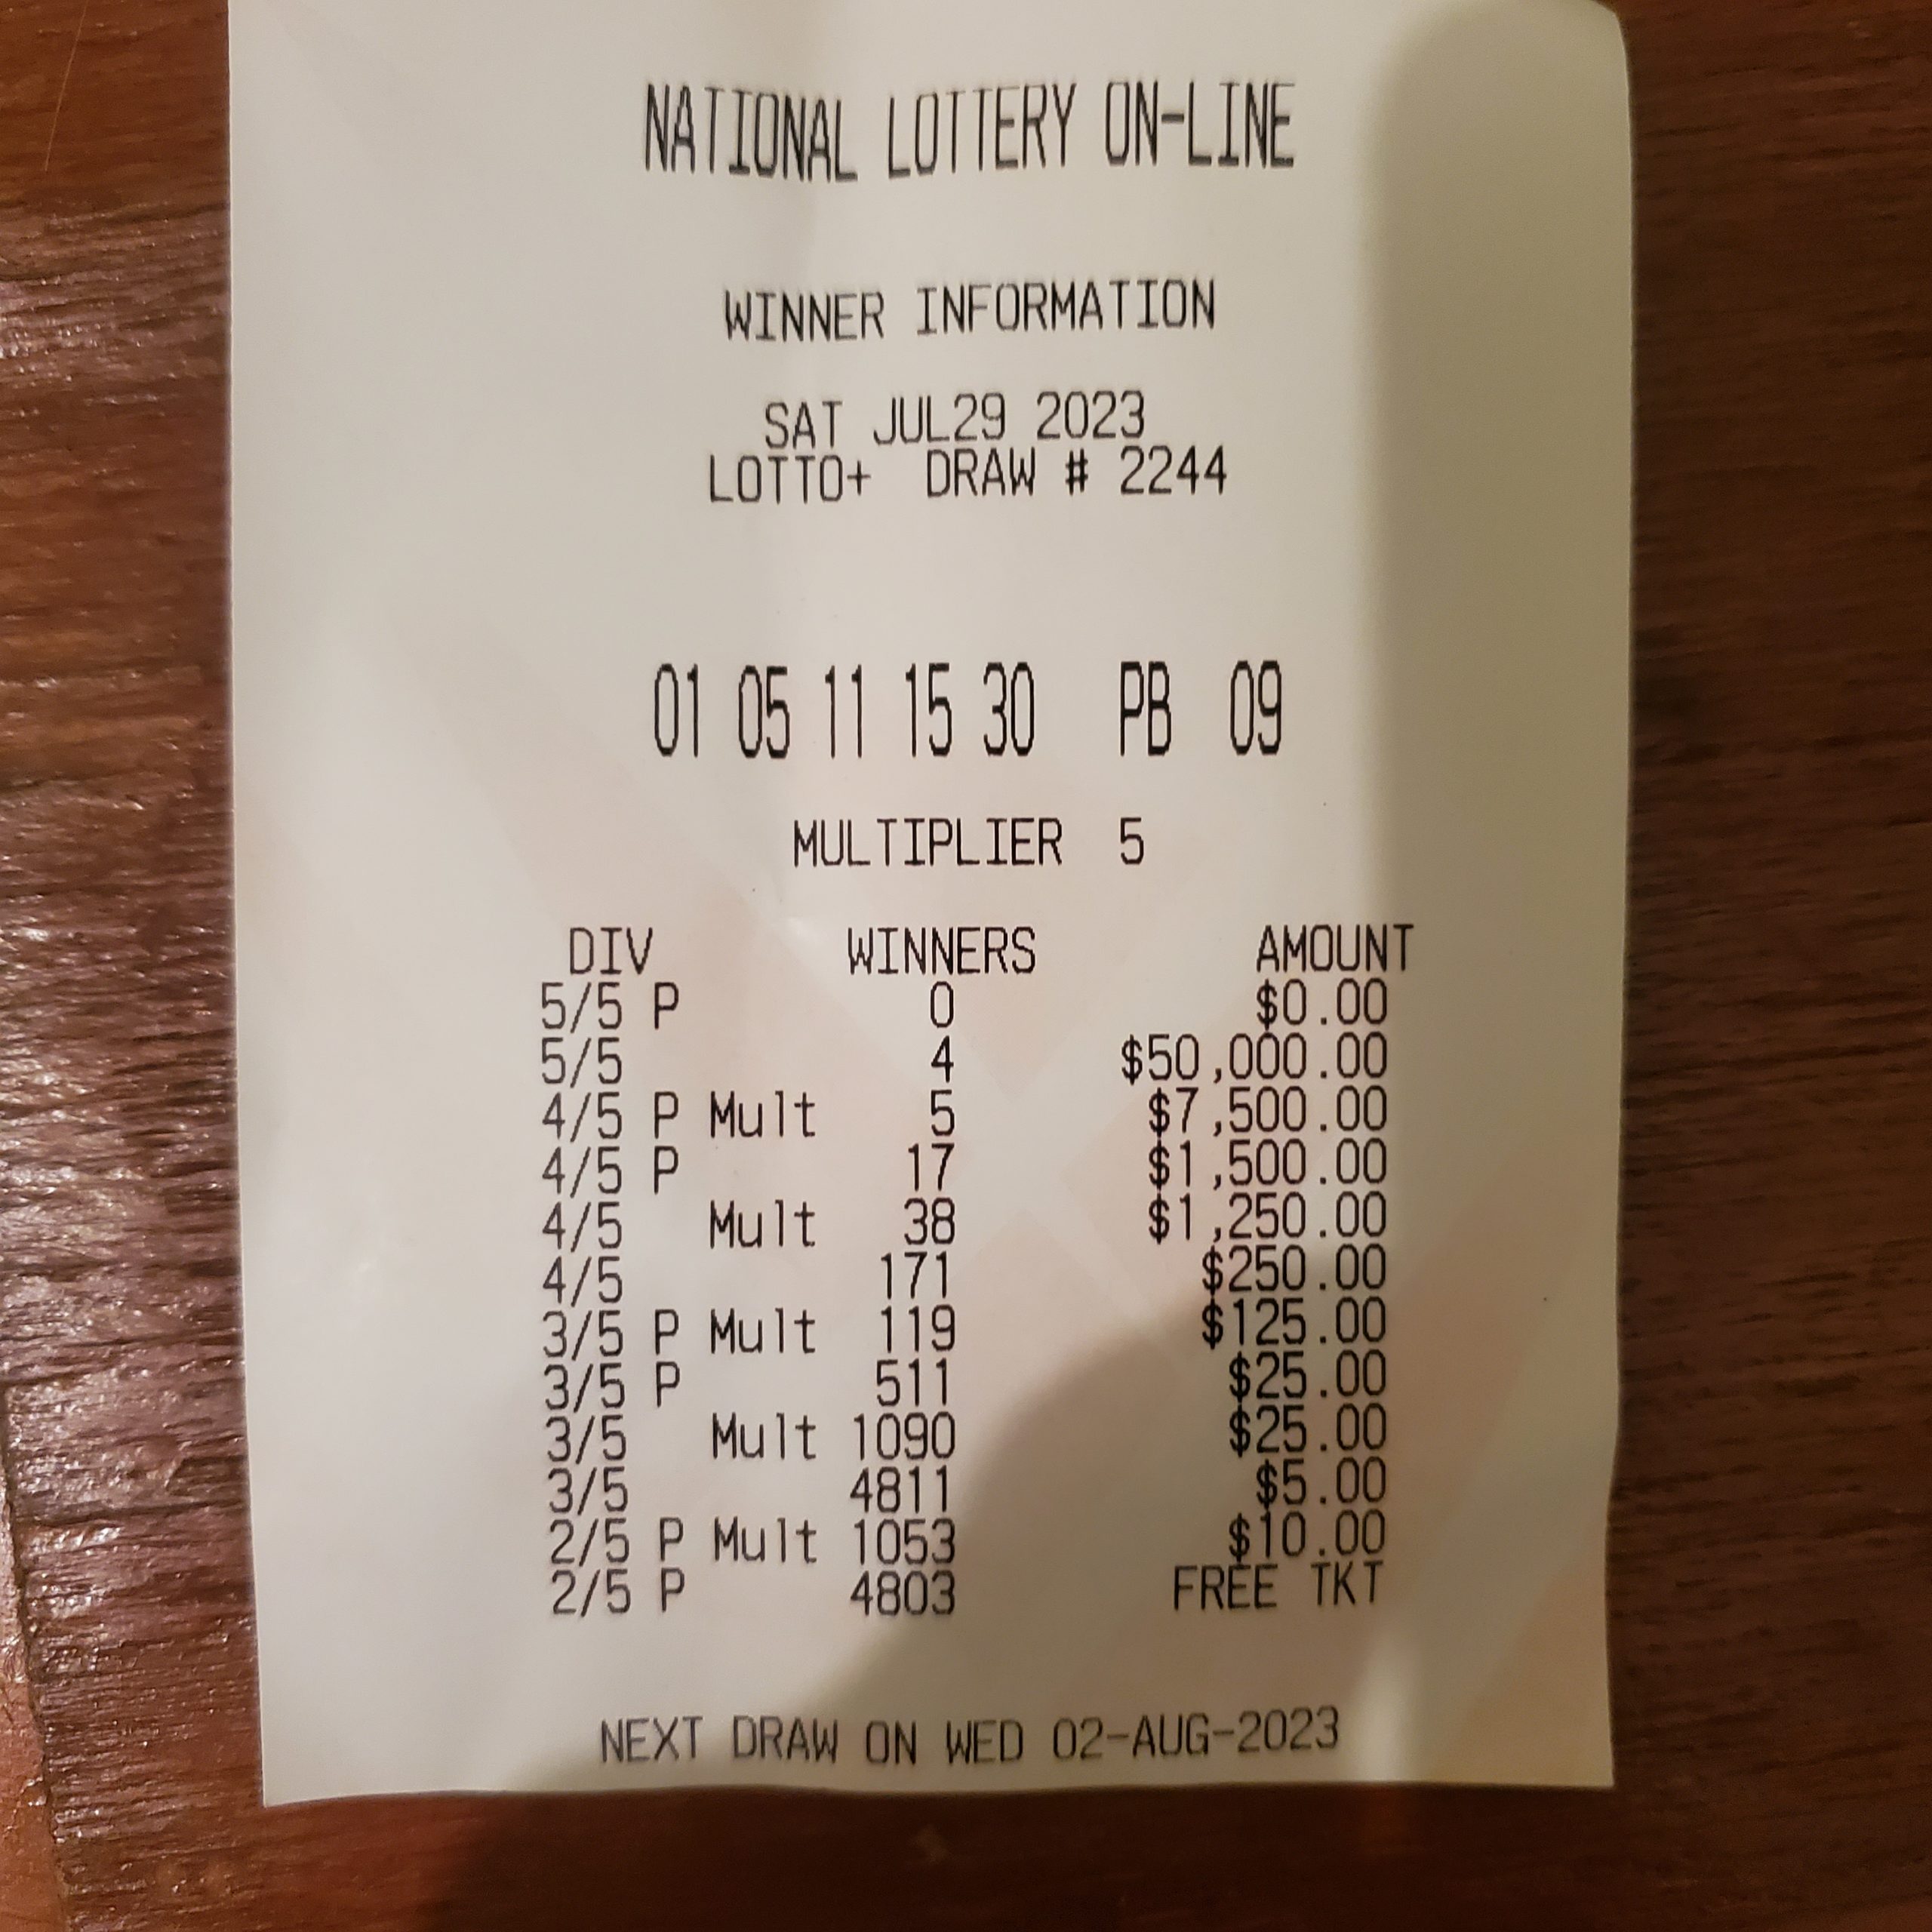 NATIONAL LOTTERY ON-LINE
WINNER INFORMATION
SAT JUL29 2023
LOTTO+ DRAW # 2244
01 05 11 15 30 PB 09
MULTIPLIER 5
DIV WINNERS AMOUNT
5/5 P 0 $0.00
5/5 4 $50,000.00
4/5 P Mult 5 $7,500.00
4/5 P 17 $1,500.00
4/5 Mult 38 $1,250.00
4/5 171 $250.00
3/5 P Mult 119 $125.00
3/5 P 511 $25.00
3/5 Mult 1090 $25.00
3/5 4811 $5.00
2/5 P Mult 1053 $10.00
2/5 P 4803 FREE TKT
NEXT DRAW ON WED 02-AUG-2023